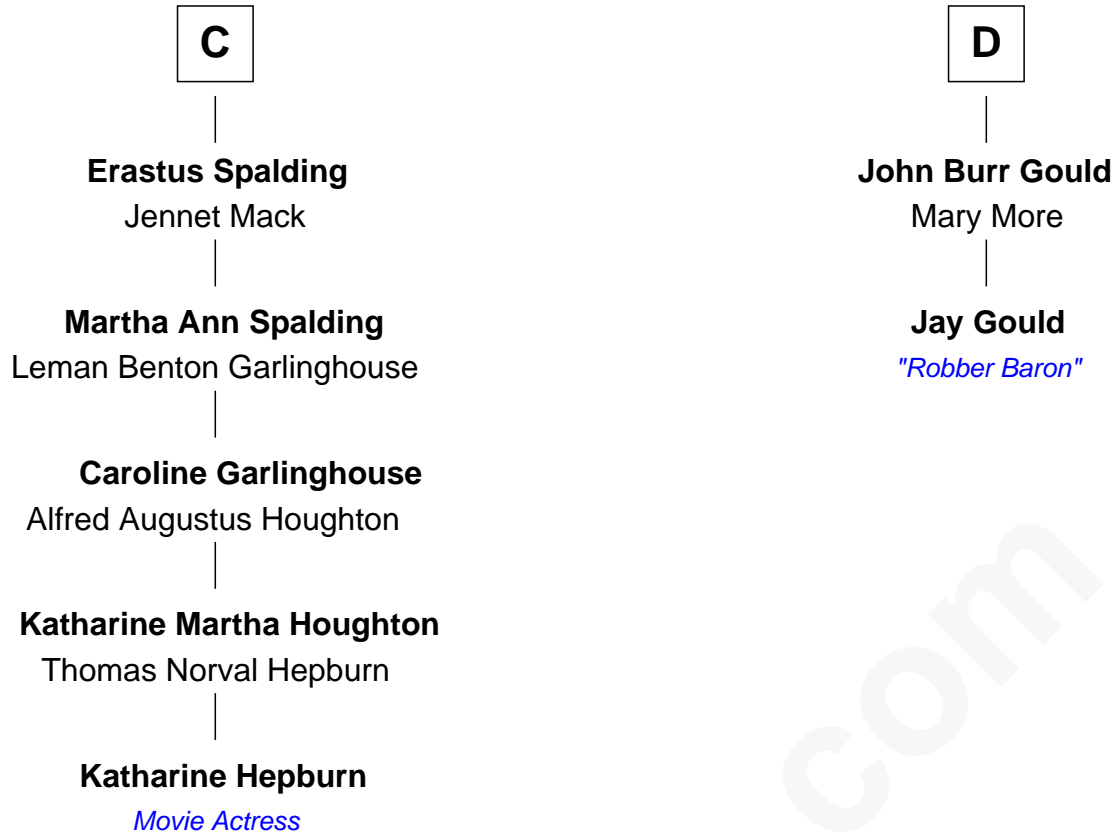 C
Erastus Spalding
Jennet Mack
Martha Ann Spalding
Leman Benton Garlinghouse
Caroline Garlinghouse
Alfred Augustus Houghton
Katharine Martha Houghton
Thomas Norval Hepburn
Katharine Hepburn
Movie Actress
D
John Burr Gould
Mary More
Jay Gould
"Robber Baron"
com